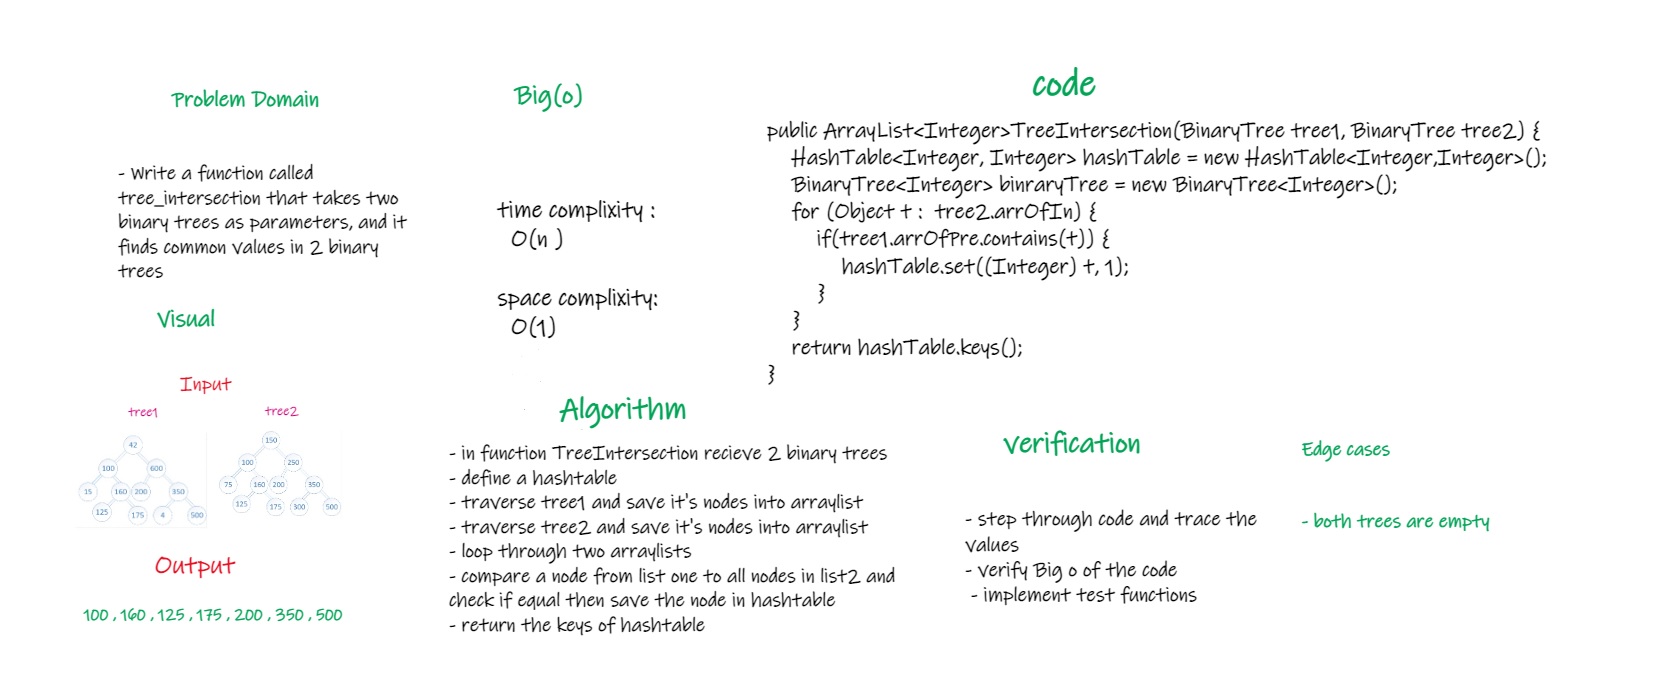 Problem Domain
- Write a function called
tree_intersection that takes two
binary trees as parameters, and it
finds common values in 2 binary
trees
Visual
Input
tree1
tree2
42
100
600
15
160
200
350
125
175
4
500
150
100
250
75
160
200
350
125
175
300
500
Output
100 , 160 , 125 , 175 , 200 , 350 , 500
Big(o)
time complixity :
O(n )
space complixity:
O(1)
Algorithm
- in function TreeIntersection recieve 2 binary trees
- define a hashtable
- traverse tree1 and save it's nodes into arraylist
- traverse tree2 and save it's nodes into arraylist
- loop through two arraylists
- compare a node from list one to all nodes in list2 and
check if equal then save the node in hashtable
- return the keys of hashtable
code
public ArrayList<Integer>TreeIntersection(BinaryTree tree1, BinaryTree tree2) {
HashTable<Integer, Integer> hashTable = new HashTable<Integer,Integer>();
BinaryTree<Integer> binraryTree = new BinaryTree<Integer>();
for (Object t : tree2.arrOfIn) {
if(tree1.arrOfPre.contains(t)) {
hashTable.set((Integer) t, 1);
}
}
return hashTable.keys();
}
verification
- step through code and trace the
values
- verify Big o of the code
- implement test functions
Edge cases
- both trees are empty